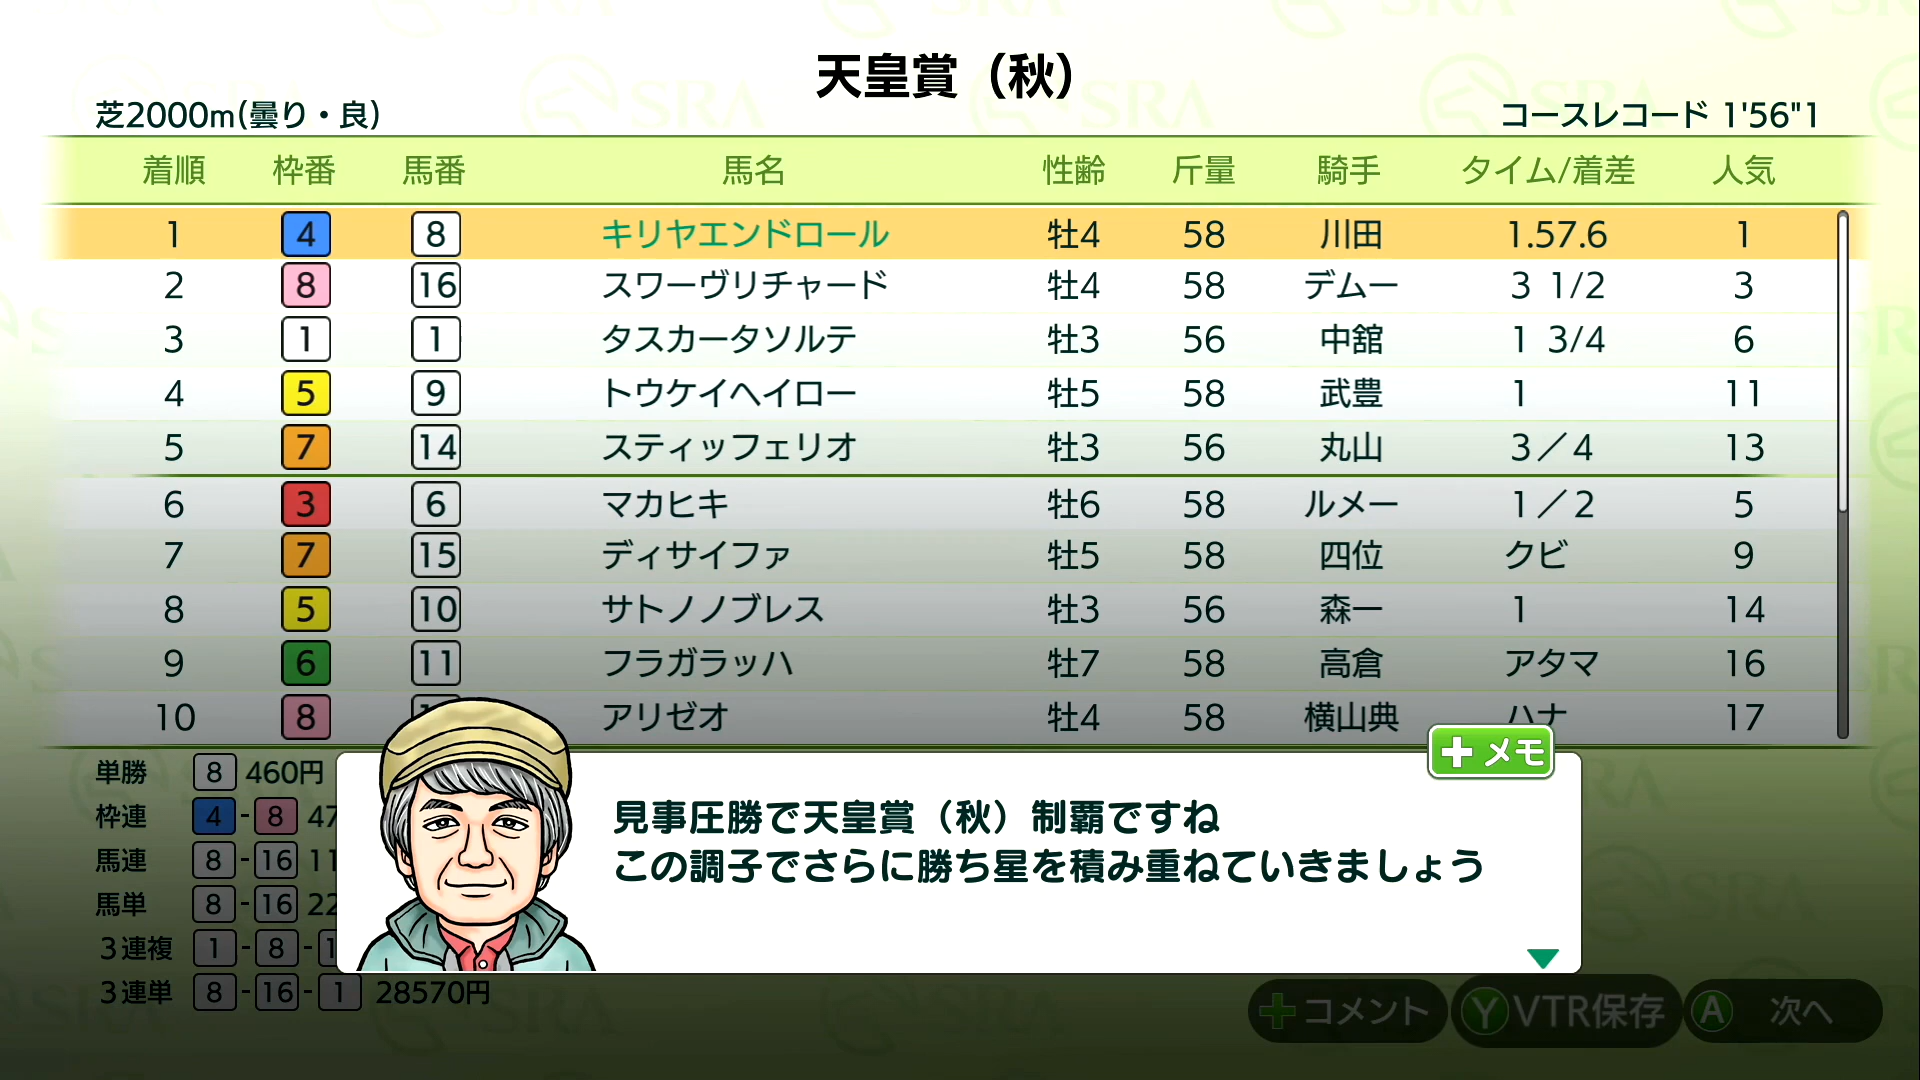 天皇賞（秋）
芝2000m(曇り・良)
コースレコード 1'56"1
着順 枠番 馬番 馬名 性齢 斤量 騎手 タイム/着差 人気
1 4 8 キリヤエンドロール 牡4 58 川田 1.57.6 1
2 8 16 スワーヴリチャード 牡4 58 デムー 3 1/2 3
3 1 1 タスカータソルテ 牡3 56 中舘 1 3/4 6
4 5 9 トウケイヘイロー 牡5 58 武豊 1 11
5 7 14 スティッフェリオ 牡3 56 丸山 3／4 13
6 3 6 マカヒキ 牡6 58 ルメー 1／2 5
7 7 15 ディサイファ 牡5 58 四位 クビ 9
8 5 10 サトノノブレス 牡3 56 森一 1 14
9 6 11 フラガラッハ 牡7 58 高倉 アタマ 16
10 8 アリゼオ 牡4 58 横山典 ハナ 17
単勝 8 460円
枠連 4-8 47
馬連 8-16 11
馬単 8-16 22
３連複 1-8-1
３連単 8-16-1 28570円
＋メモ
見事圧勝で天皇賞（秋）制覇ですね
この調子でさらに勝ち星を積み重ねていきましょう
＋コメント Y VTR保存 A 次へ